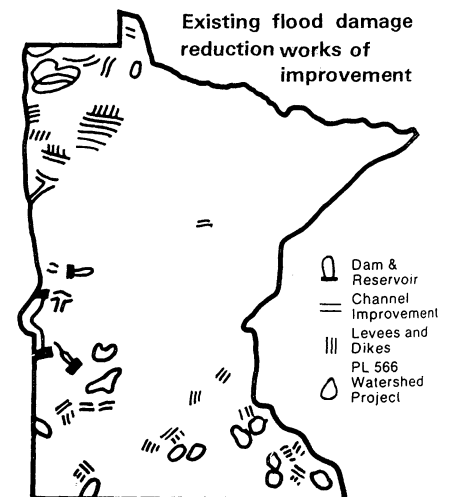 Existing flood damage
reduction works of
improvement
Dam &
Reservoir
Channel
Improvement
Levees and
Dikes
PL 566
Watershed
Project